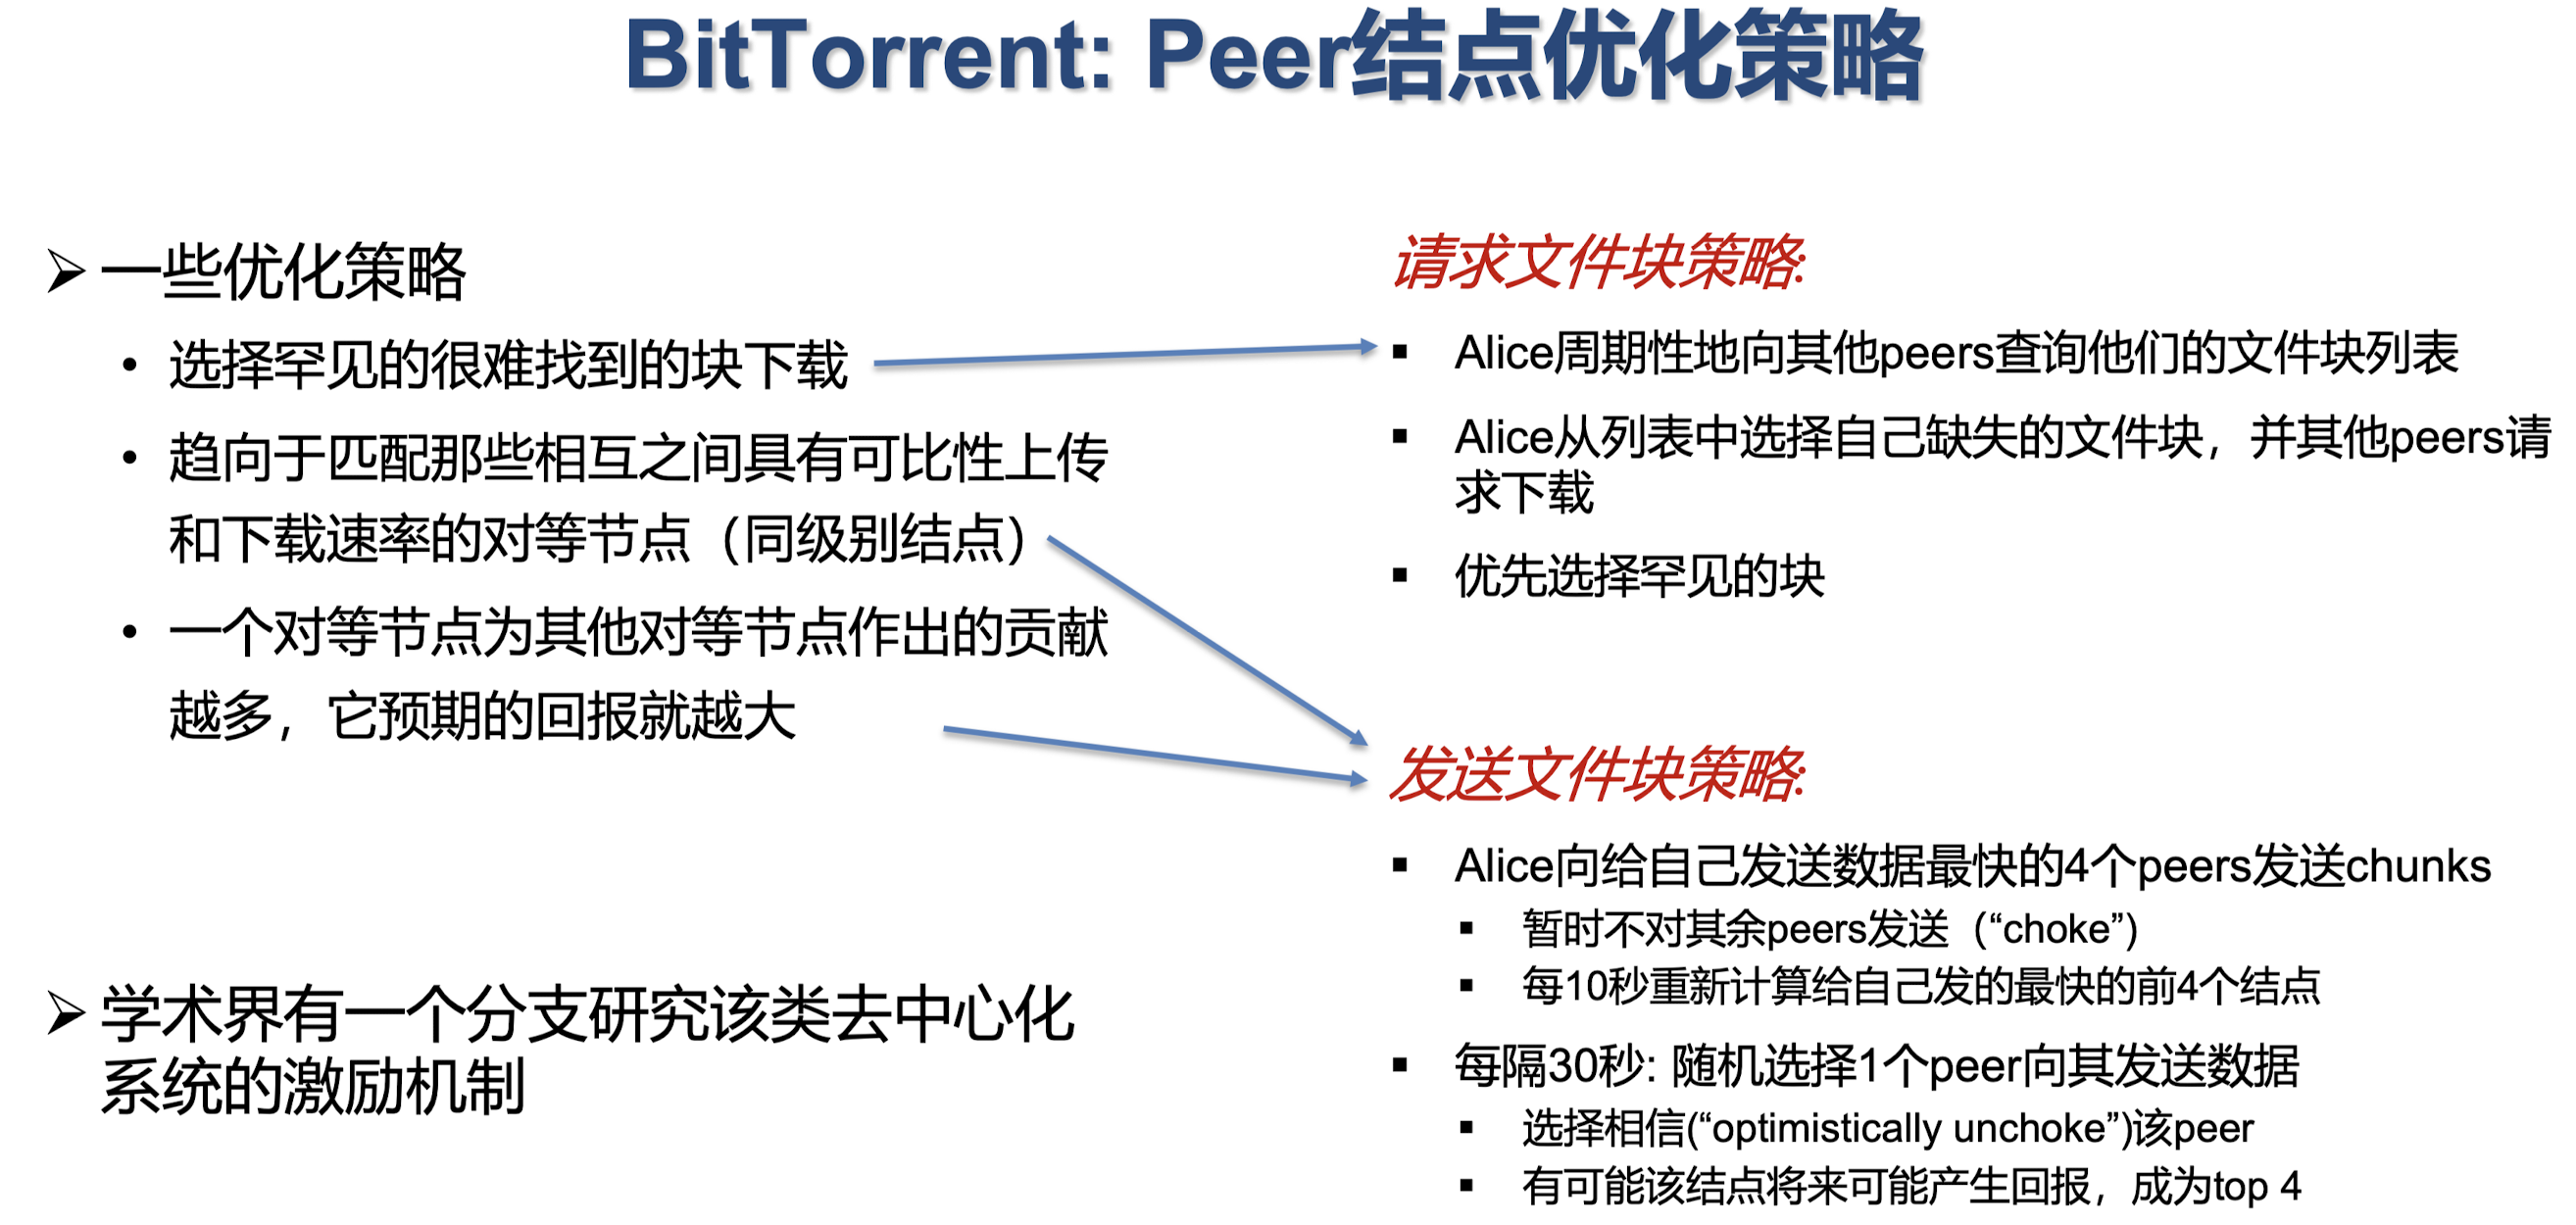 BitTorrent: Peer结点优化策略
一些优化策略
• 选择罕见的很难找到的块下载
• 趋向于匹配那些相互之间具有可比性上传
和下载速率的对等节点（同级别结点）
• 一个对等节点为其他对等节点作出的贡献
越多，它预期的回报就越大
学术界有一个分支研究该类去中心化
系统的激励机制
请求文件块策略:
Alice周期性地向其他peers查询他们的文件块列表
Alice从列表中选择自己缺失的文件块，并其他peers请
求下载
优先选择罕见的块
发送文件块策略:
Alice向给自己发送数据最快的4个peers发送chunks
暂时不对其余peers发送（“choke”）
每10秒重新计算给自己发的最快的前4个结点
每隔30秒: 随机选择1个peer向其发送数据
选择相信(“optimistically unchoke”)该peer
有可能该结点将来可能产生回报，成为top 4